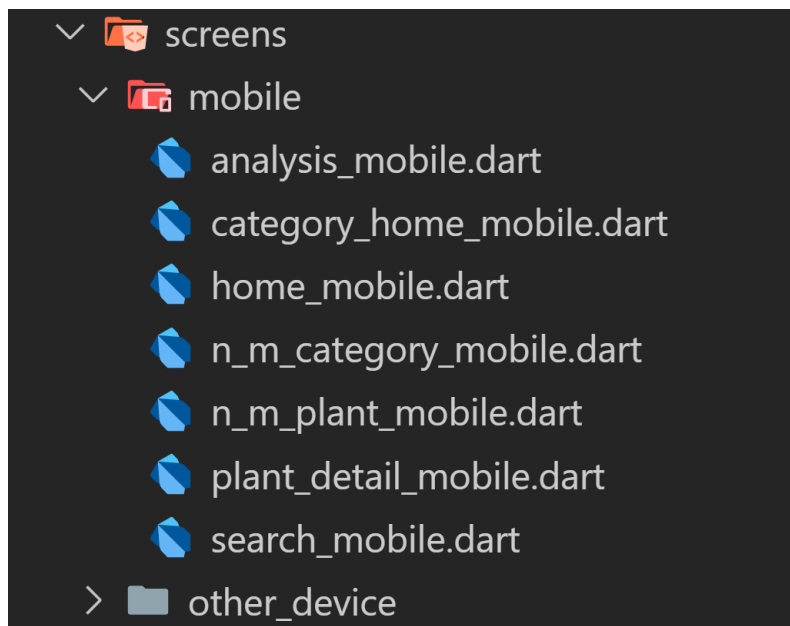 screens
mobile
analysis_mobile.dart
category_home_mobile.dart
home_mobile.dart
n_m_category_mobile.dart
n_m_plant_mobile.dart
plant_detail_mobile.dart
search_mobile.dart
other_device